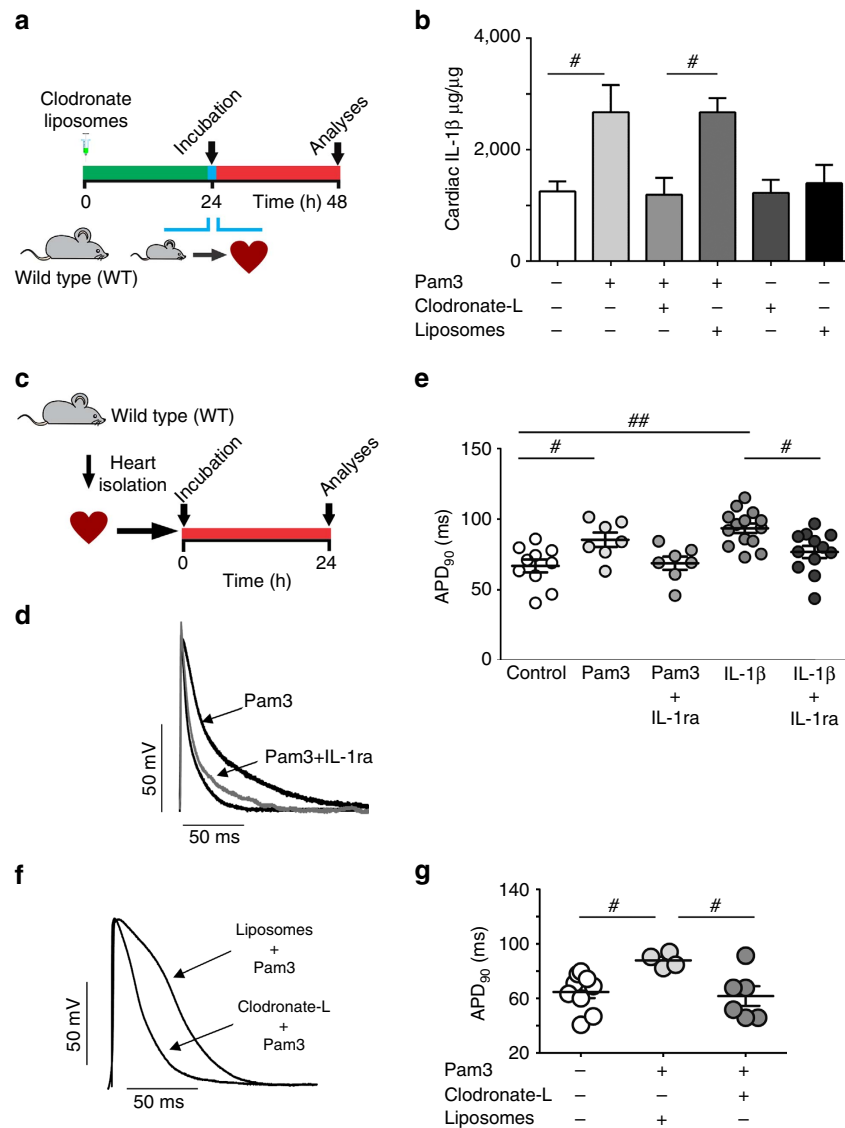 a
Clodronate
liposomes
Incubation
Analyses
0
24
Time (h) 48
Wild type (WT)
b
4,000
2,000
0
Cardiac IL-1β μg/μg
# #
Pam3 – + + + – –
Clodronate-L – – + – + –
Liposomes – – – + – +
c
Wild type (WT)
Heart
isolation
Incubation
Analyses
0
24
Time (h)
d
Pam3
Pam3+IL-1ra
50 mV
50 ms
e
##
# #
150
100
50
0
APD90 (ms)
Control Pam3 Pam3 IL-1β IL-1β
+ +
IL-1ra IL-1ra
f
Liposomes
+
Pam3
Clodronate-L
+
Pam3
50 mV
50 ms
g
140
100
60
20
APD90 (ms)
# #
Pam3 – + +
Clodronate-L – – +
Liposomes – + –